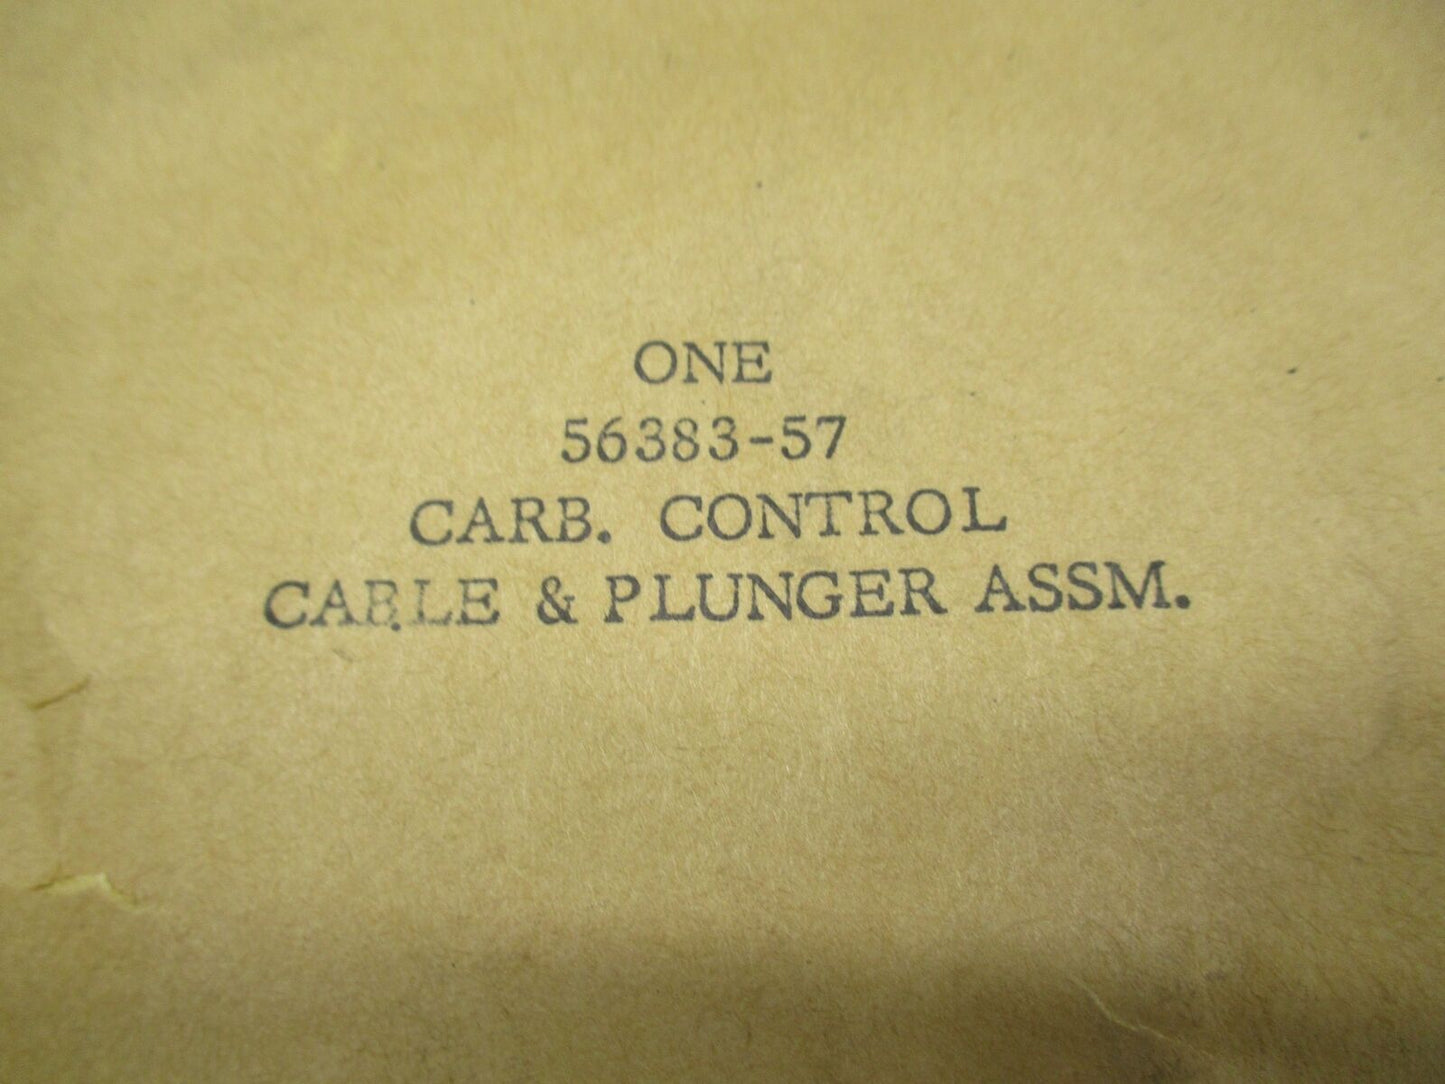 ONE
56383-57
CARB. CONTROL
CABLE & PLUNGER ASSM.